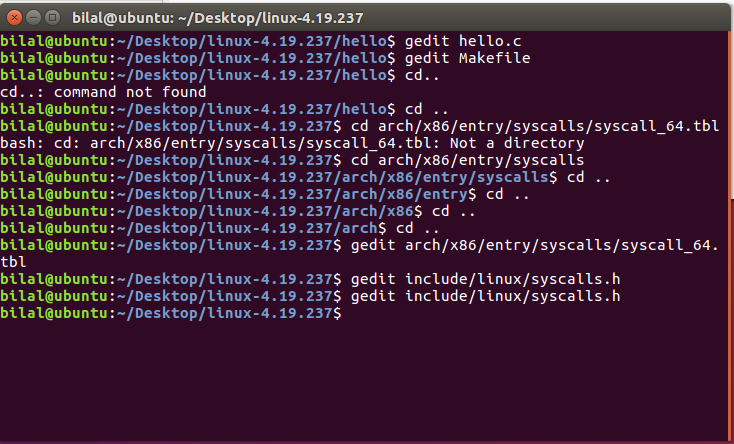 bilal@ubuntu: ~/Desktop/linux-4.19.237
bilal@ubuntu:~/Desktop/linux-4.19.237/hello$ gedit hello.c
bilal@ubuntu:~/Desktop/linux-4.19.237/hello$ gedit Makefile
bilal@ubuntu:~/Desktop/linux-4.19.237/hello$ cd..
cd..: command not found
bilal@ubuntu:~/Desktop/linux-4.19.237/hello$ cd ..
bilal@ubuntu:~/Desktop/linux-4.19.237$ cd arch/x86/entry/syscalls/syscall_64.tbl
bash: cd: arch/x86/entry/syscalls/syscall_64.tbl: Not a directory
bilal@ubuntu:~/Desktop/linux-4.19.237$ cd arch/x86/entry/syscalls
bilal@ubuntu:~/Desktop/linux-4.19.237/arch/x86/entry/syscalls$ cd ..
bilal@ubuntu:~/Desktop/linux-4.19.237/arch/x86/entry$ cd ..
bilal@ubuntu:~/Desktop/linux-4.19.237/arch/x86$ cd ..
bilal@ubuntu:~/Desktop/linux-4.19.237/arch$ cd ..
bilal@ubuntu:~/Desktop/linux-4.19.237$ gedit arch/x86/entry/syscalls/syscall_64.
tbl
bilal@ubuntu:~/Desktop/linux-4.19.237$ gedit include/linux/syscalls.h
bilal@ubuntu:~/Desktop/linux-4.19.237$ gedit include/linux/syscalls.h
bilal@ubuntu:~/Desktop/linux-4.19.237$